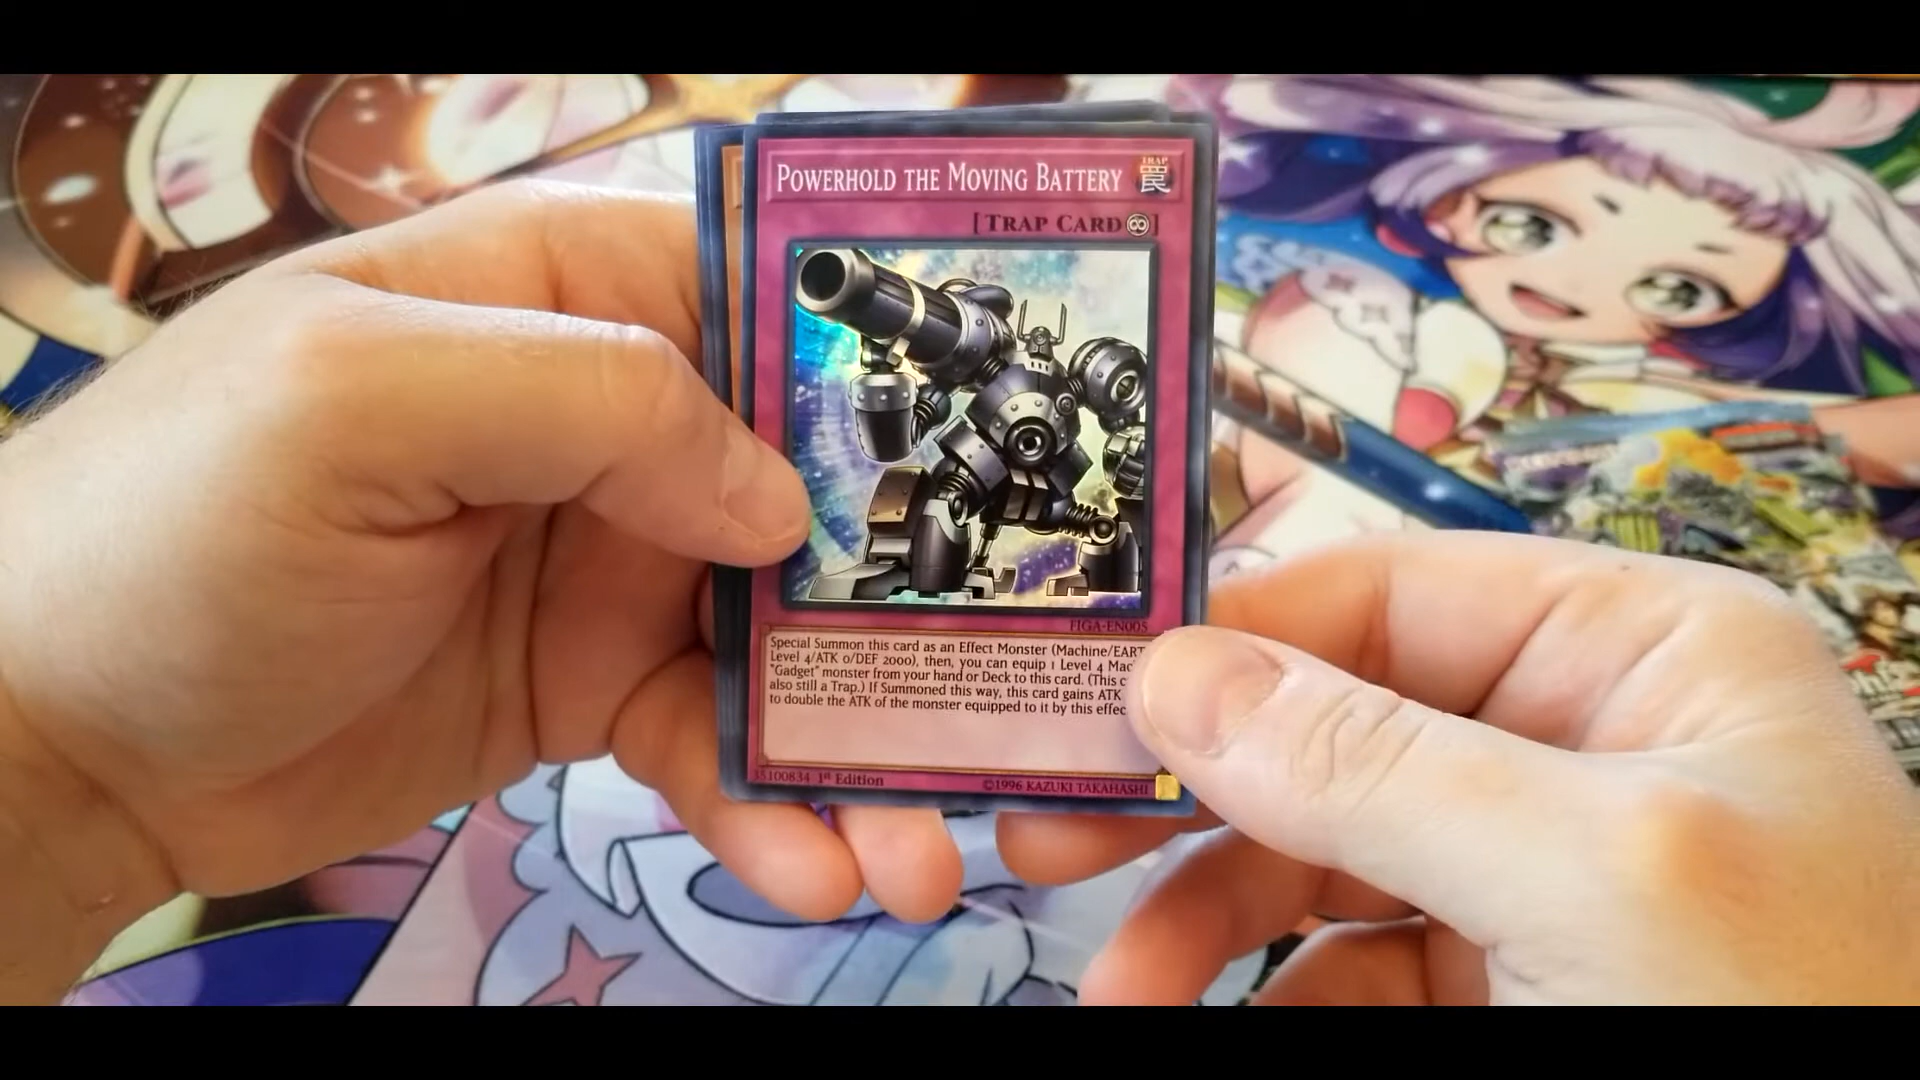 POWERHOLD THE MOVING BATTERY
TRAP
罠
[TRAP CARD♾]
FIGA-EN005
Special Summon this card as an Effect Monster (Machine/EART
Level 4/ATK 0/DEF 2000), then, you can equip 1 Level 4 Mac
"Gadget" monster from your hand or Deck to this card. (This c
also still a Trap.) If Summoned this way, this card gains ATK
to double the ATK of the monster equipped to it by this effec
35100834 1st Edition
©1996 KAZUKI TAKAHASHI